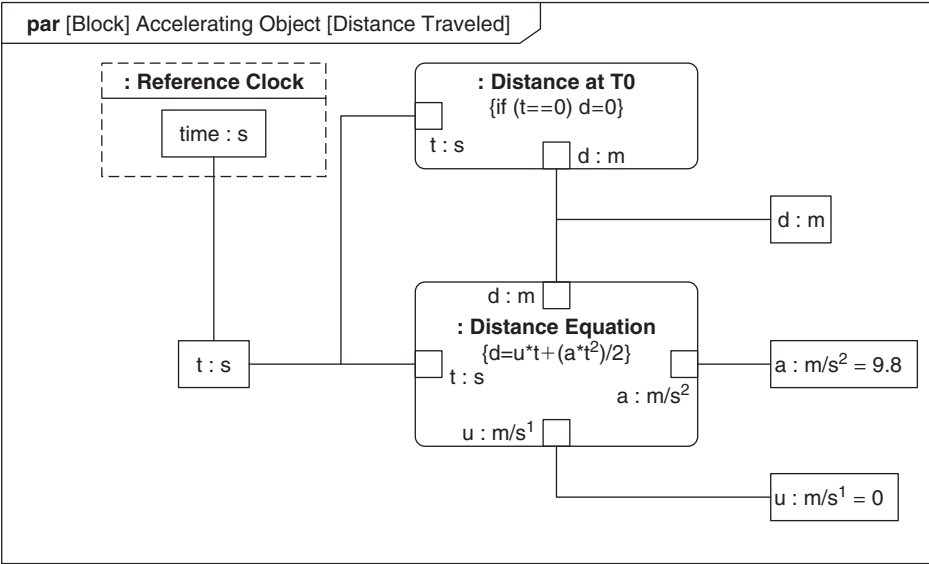 par [Block] Accelerating Object [Distance Traveled]
: Reference Clock
time : s
: Distance at T0
{if (t==0) d=0}
t : s
d : m
d : m
d : m
: Distance Equation
{d=u*t+(a*t²)/2}
t : s
t : s
a : m/s²
a : m/s² = 9.8
u : m/s¹
u : m/s¹ = 0